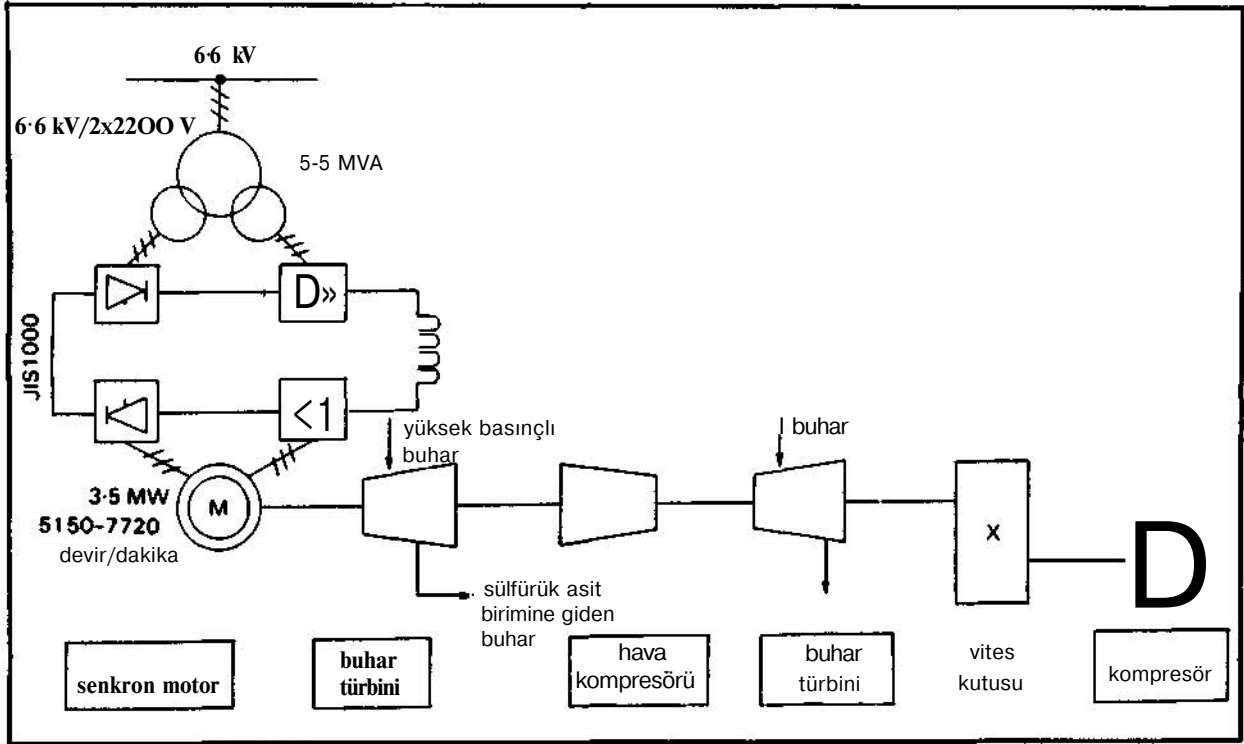 6·6 kV
6·6 kV/2x22OO V
5-5 MVA
D»
JIS1000
<1
yüksek basınçlı
buhar
buhar
3·5 MW
5150-7720
devir/dakika
M
X
D
sülfürük asit
birimine giden
buhar
senkron motor
buhar
türbini
hava
kompresörü
buhar
türbini
vites
kutusu
kompresör